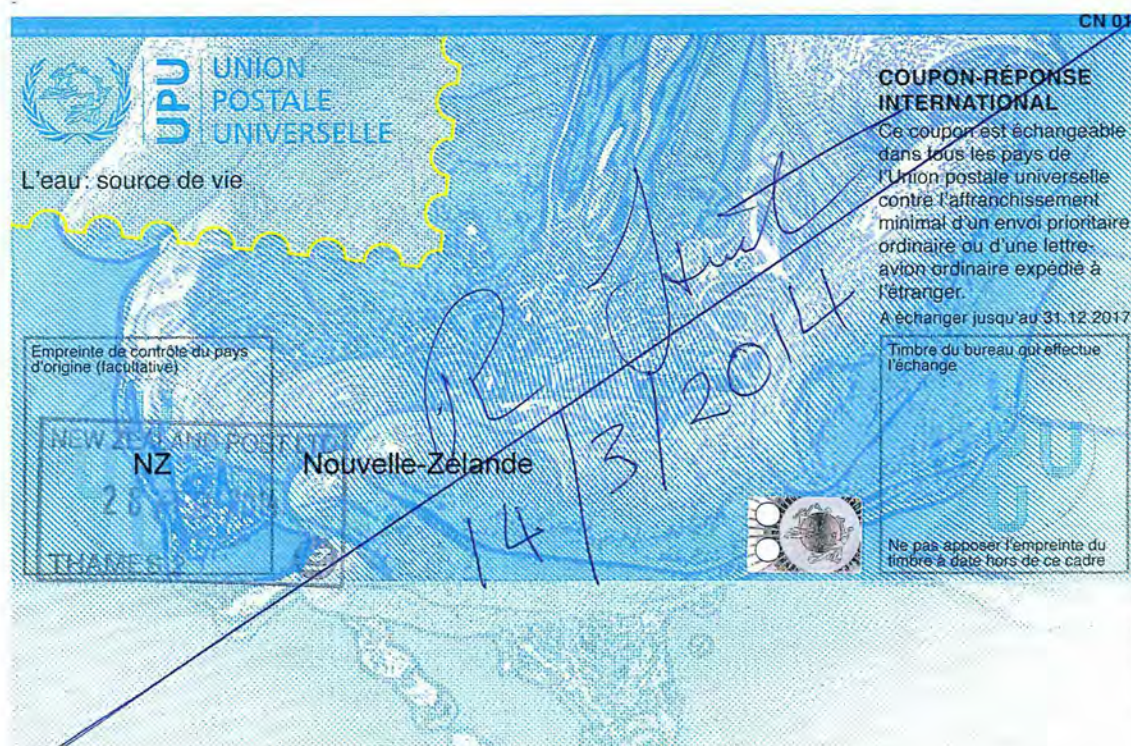 CN 01
UPU
UNION
POSTALE
UNIVERSELLE
L'eau: source de vie
COUPON-RÉPONSE
INTERNATIONAL
Ce coupon est échangeable
dans tous les pays de
l'Union postale universelle
contre l'affranchissement
minimal d'un envoi prioritaire
ordinaire ou d'une lettre-
avion ordinaire expédié à
l'étranger.
A échanger jusqu'au 31.12.2017
Empreinte de contrôle du pays
d'origine (facultative)
NEW ZEALAND POST LTD
NZ
Nouvelle-Zélande
THAMES 2
R
14/3/2014
Timbre du bureau qui effectue
l'échange
UPU
Ne pas apposer l'empreinte du
timbre à date hors de ce cadre